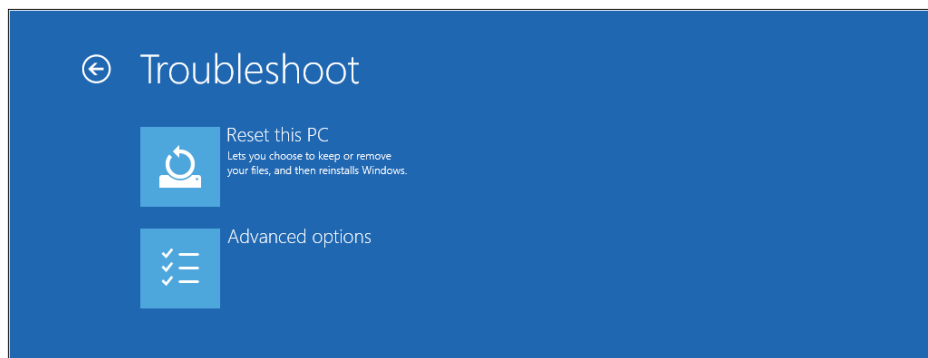 Troubleshoot
Reset this PC
Lets you choose to keep or remove
your files, and then reinstalls Windows.
Advanced options